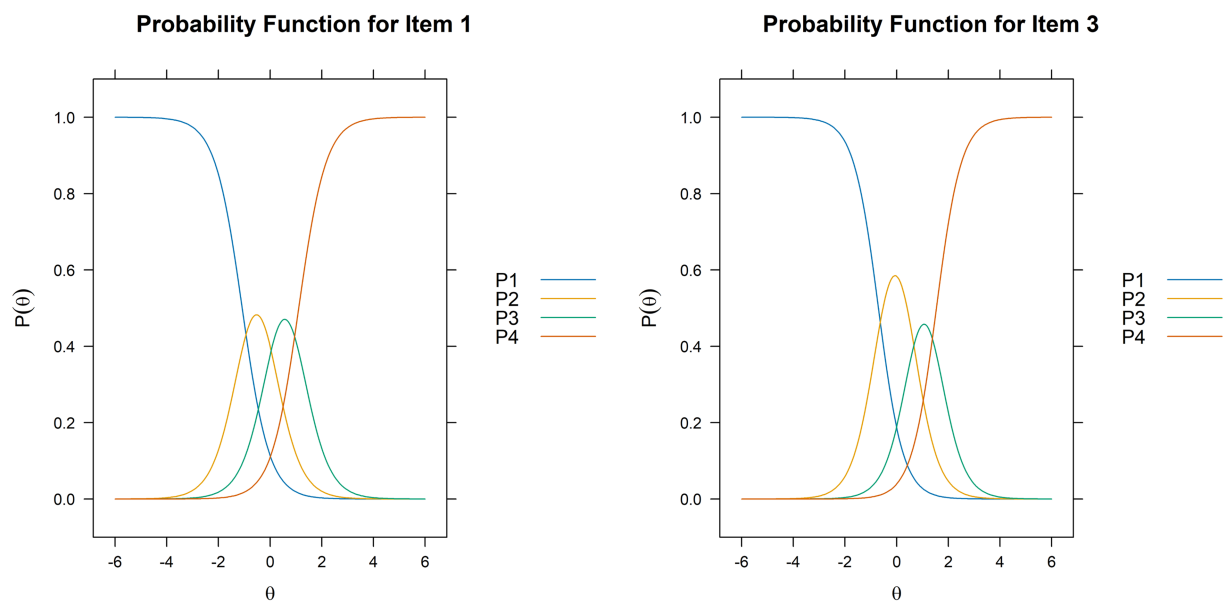 Probability Function for Item 1
P(θ)
1.0
0.8
0.6
0.4
0.2
0.0
-6 -4 -2 0 2 4 6
θ
P1
P2
P3
P4
Probability Function for Item 3
P(θ)
1.0
0.8
0.6
0.4
0.2
0.0
-6 -4 -2 0 2 4 6
θ
P1
P2
P3
P4